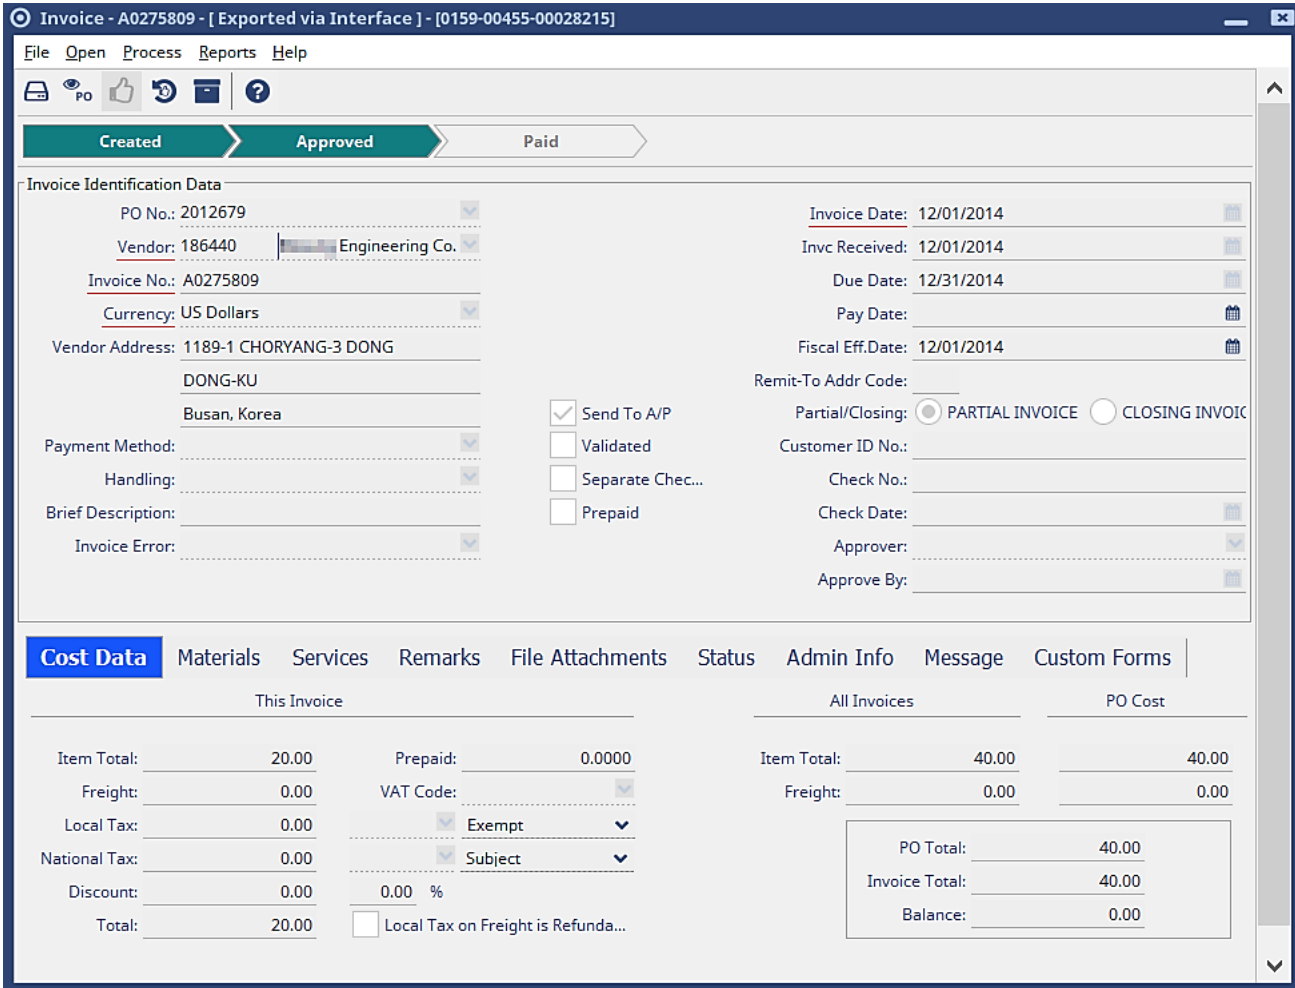 Invoice - A0275809 - [ Exported via Interface ] - [0159-00455-00028215]
File Open Process Reports Help
PO
Created Approved Paid
Invoice Identification Data
PO No.: 2012679
Vendor: 186440 Engineering Co.
Invoice No.: A0275809
Currency: US Dollars
Vendor Address: 1189-1 CHORYANG-3 DONG
DONG-KU
Busan, Korea
Payment Method:
Handling:
Brief Description:
Invoice Error:
Send To A/P
Validated
Separate Chec...
Prepaid
Invoice Date: 12/01/2014
Invc Received: 12/01/2014
Due Date: 12/31/2014
Pay Date:
Fiscal Eff.Date: 12/01/2014
Remit-To Addr Code:
Partial/Closing: PARTIAL INVOICE CLOSING INVOIC
Customer ID No.:
Check No.:
Check Date:
Approver:
Approve By:
Cost Data Materials Services Remarks File Attachments Status Admin Info Message Custom Forms
This Invoice
Item Total: 20.00 Prepaid: 0.0000
Freight: 0.00 VAT Code:
Local Tax: 0.00 Exempt
National Tax: 0.00 Subject
Discount: 0.00 0.00 %
Total: 20.00 Local Tax on Freight is Refunda...
All Invoices PO Cost
Item Total: 40.00 40.00
Freight: 0.00 0.00
PO Total: 40.00
Invoice Total: 40.00
Balance: 0.00